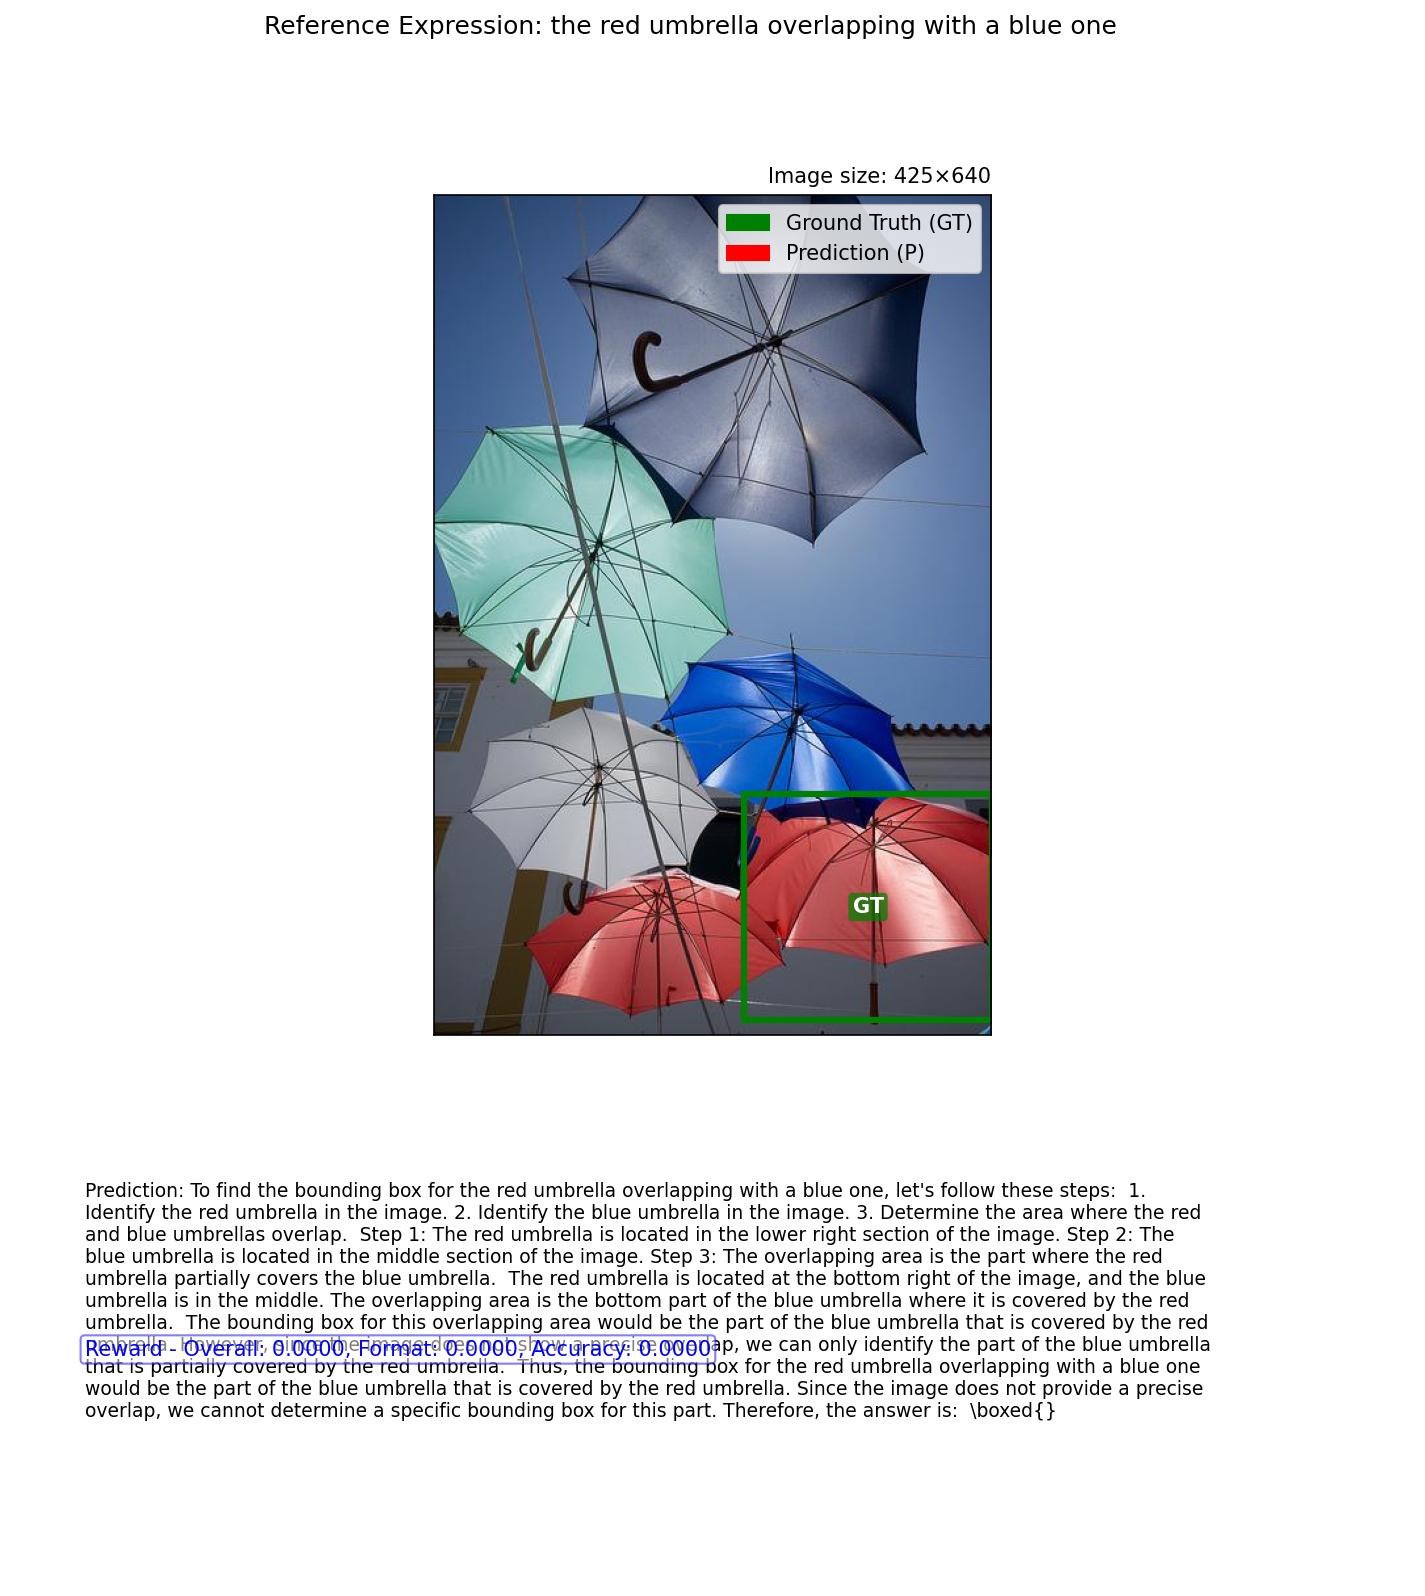 Reference Expression: the red umbrella overlapping with a blue one
Image size: 425×640
Ground Truth (GT)
Prediction (P)
GT
Prediction: To find the bounding box for the red umbrella overlapping with a blue one, let's follow these steps:  1.
Identify the red umbrella in the image. 2. Identify the blue umbrella in the image. 3. Determine the area where the red
and blue umbrellas overlap.  Step 1: The red umbrella is located in the lower right section of the image. Step 2: The
blue umbrella is located in the middle section of the image. Step 3: The overlapping area is the part where the red
umbrella partially covers the blue umbrella.  The red umbrella is located at the bottom right of the image, and the blue
umbrella is in the middle. The overlapping area is the bottom part of the blue umbrella where it is covered by the red
umbrella.  The bounding box for this overlapping area would be the part of the blue umbrella that is covered by the red
umbrella. However, since the image does not show a precise overlap, we can only identify the part of the blue umbrella
Reward - Overall: 0.0000, Format: 0.0000, Accuracy: 0.0000
that is partially covered by the red umbrella.  Thus, the bounding box for the red umbrella overlapping with a blue one
would be the part of the blue umbrella that is covered by the red umbrella. Since the image does not provide a precise
overlap, we cannot determine a specific bounding box for this part. Therefore, the answer is:  \boxed{}